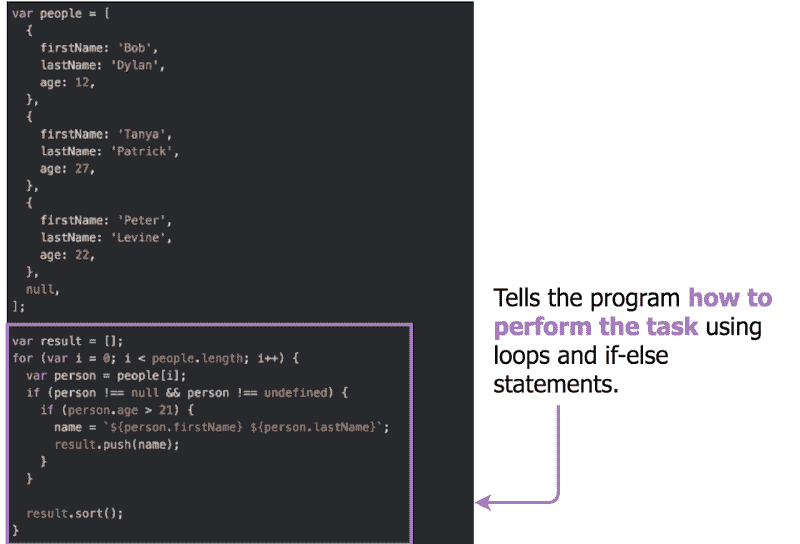 var people = [
  {
    firstName: 'Bob',
    lastName: 'Dylan',
    age: 12,
  },
  {
    firstName: 'Tanya',
    lastName: 'Patrick',
    age: 27,
  },
  {
    firstName: 'Peter',
    lastName: 'Levine',
    age: 22,
  },
  null,
];
var result = [];
for (var i = 0; i < people.length; i++) {
  var person = people[i];
  if (person !== null && person !== undefined) {
    if (person.age > 21) {
      name = `${person.firstName} ${person.lastName}`;
      result.push(name);
    }
  }
  result.sort();
}
Tells the program how to
perform the task using
loops and if-else
statements.